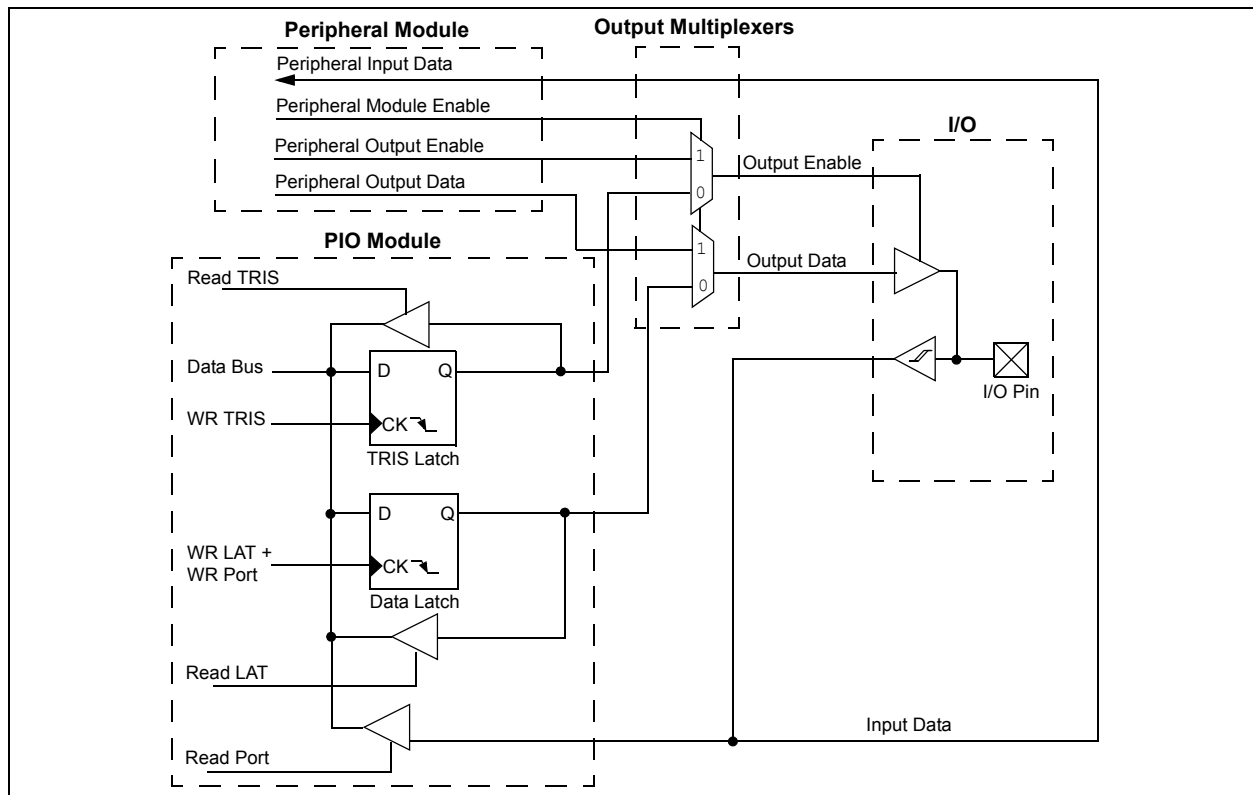 Peripheral Module
Output Multiplexers
Peripheral Input Data
Peripheral Module Enable
I/O
Peripheral Output Enable
1
Output Enable
Peripheral Output Data
0
PIO Module
1
Output Data
0
Read TRIS
Data Bus
D
Q
I/O Pin
WR TRIS
CK
TRIS Latch
D
Q
WR LAT +
WR Port
CK
Data Latch
Read LAT
Input Data
Read Port